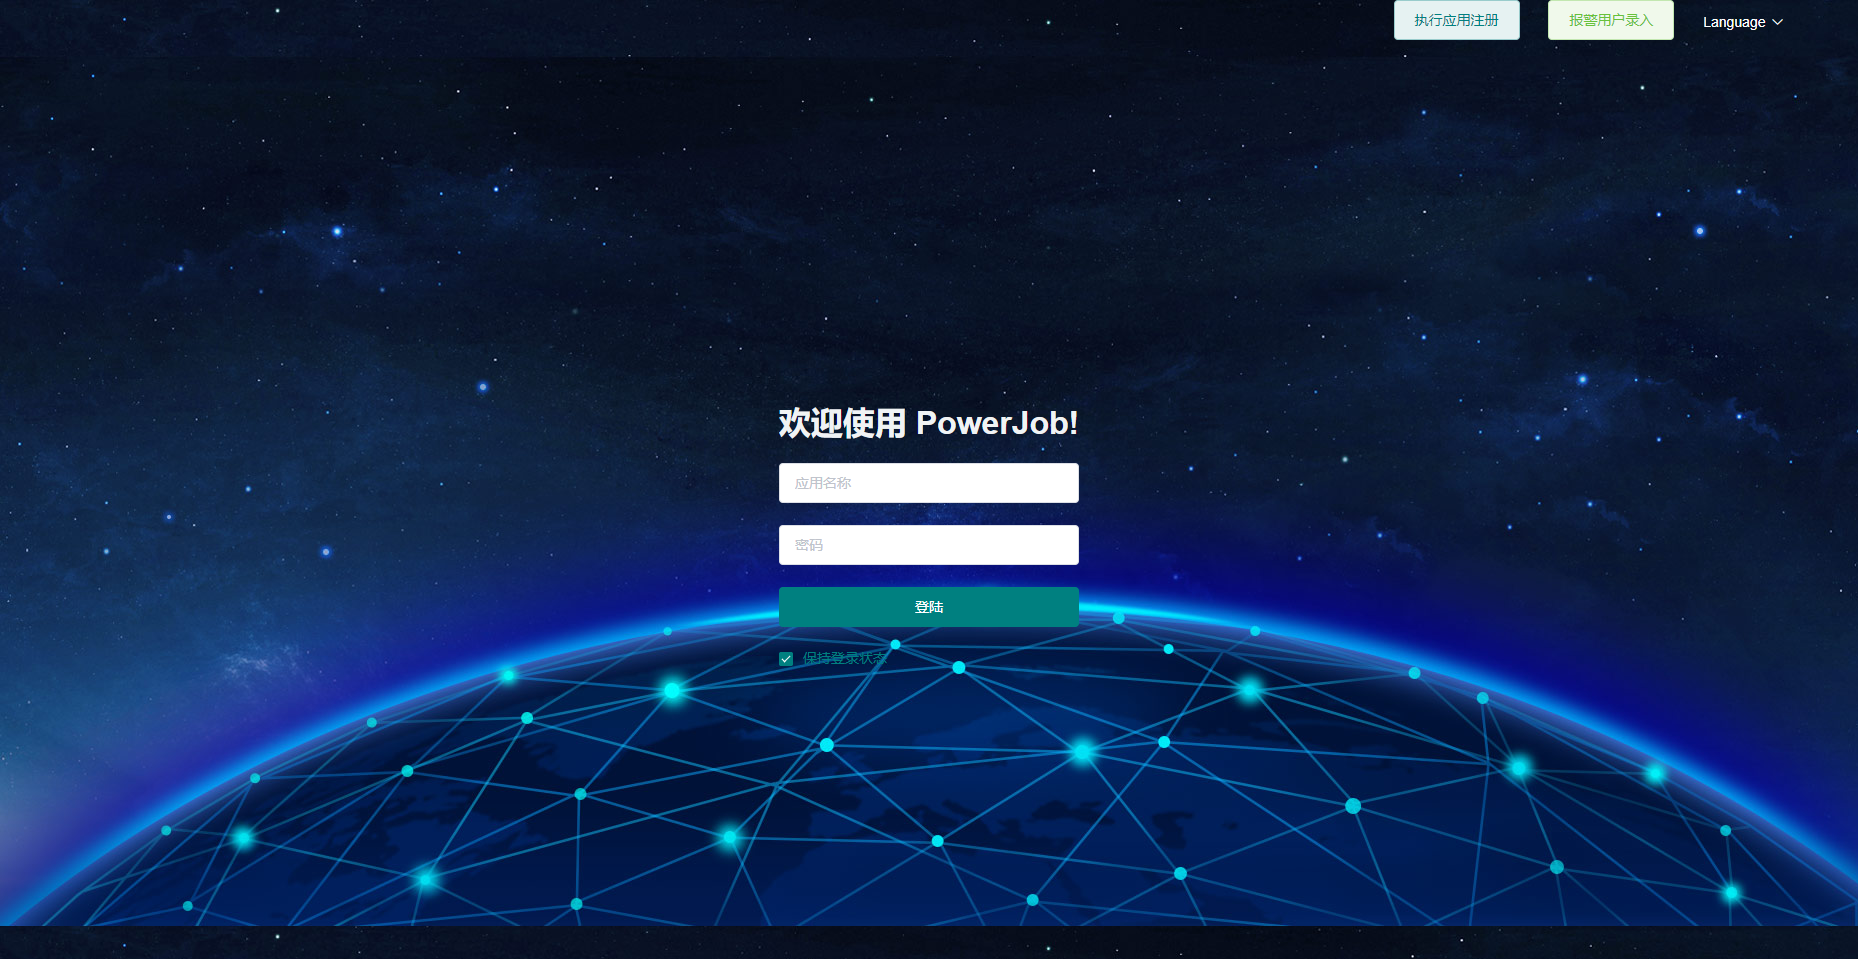 执行应用注册
报警用户录入
Language
欢迎使用 PowerJob!
应用名称
密码
登陆
保持登录状态